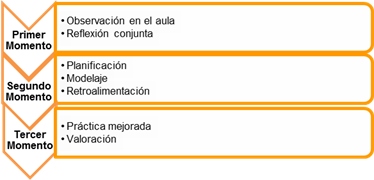 Primer
Momento
• Observación en el aula
• Reflexión conjunta
Segundo
Momento
• Planificación
• Modelaje
• Retroalimentación
Tercer
Momento
• Práctica mejorada
• Valoración